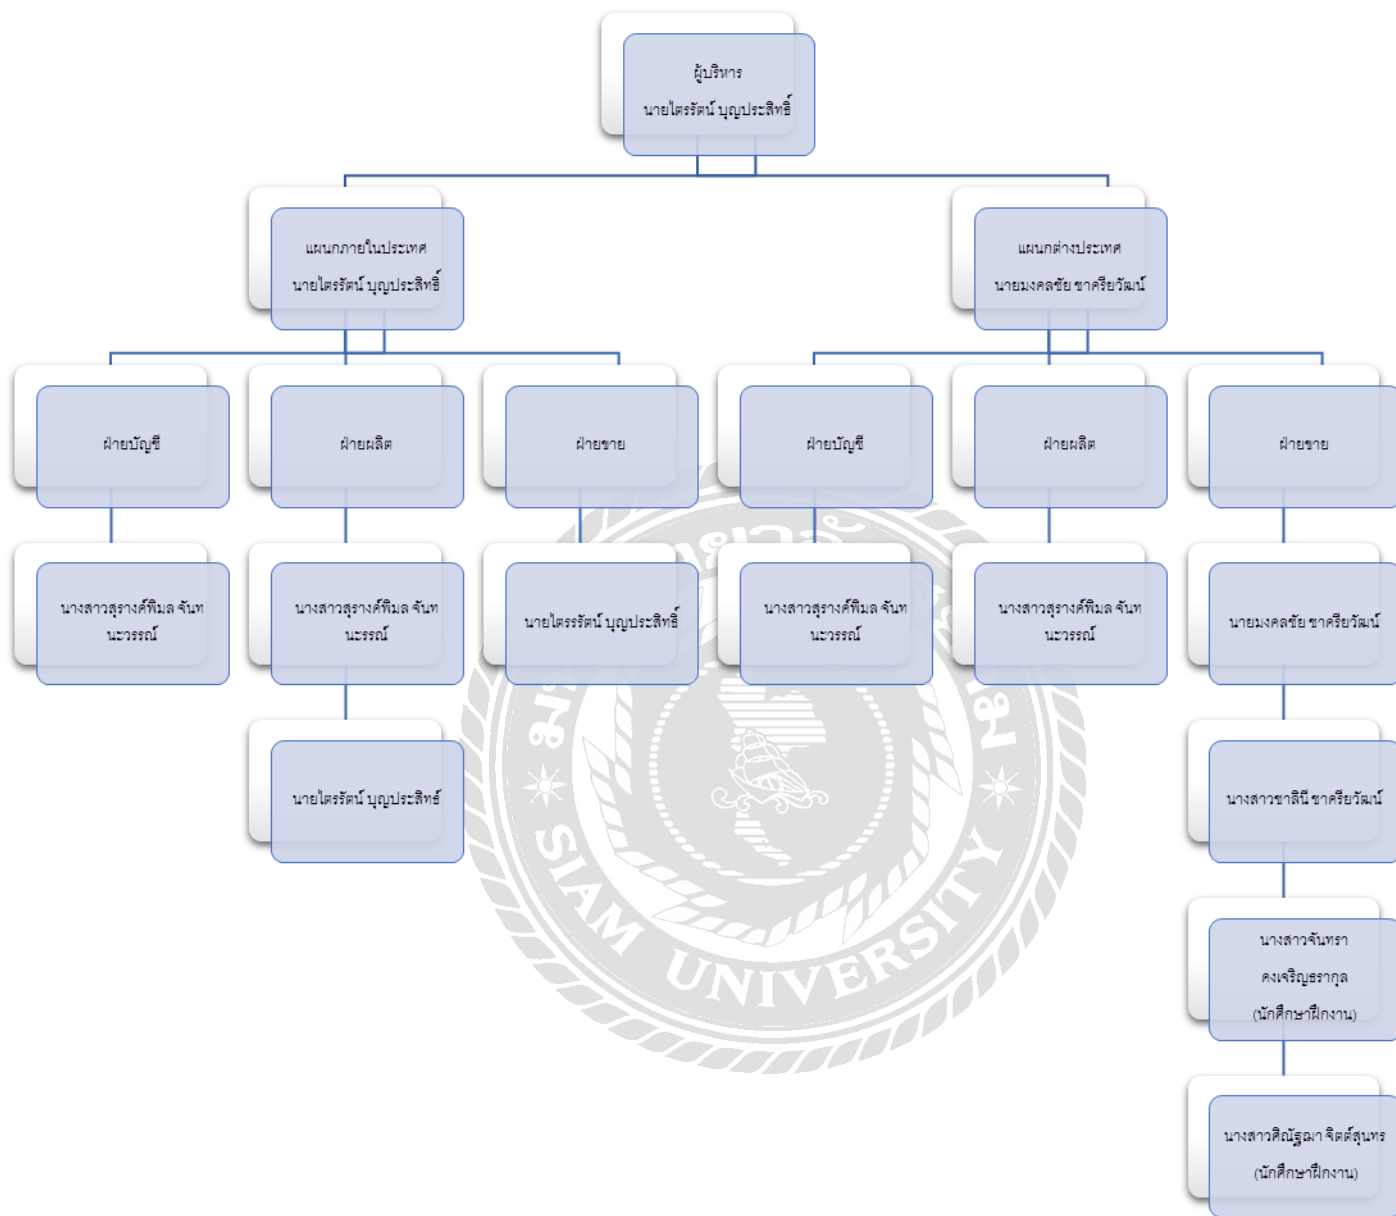 ผู้บริหาร
นายไตรรัตน์ บุญประสิทธิ์
แผนกภายในประเทศ
นายไตรรัตน์ บุญประสิทธิ์
แผนกต่างประเทศ
นายมงคลชัย ชาครียวัฒน์
ฝ่ายบัญชี
ฝ่ายผลิต
ฝ่ายขาย
ฝ่ายบัญชี
ฝ่ายผลิต
ฝ่ายขาย
นางสาวสุรางค์พิมล จันท
นะวรรณ์
นางสาวสุรางค์พิมล จันท
นะรรณ์
นายไตรรรัตน์ บุญประสิทธิ์
นางสาวสุรางค์พิมล จันท
นะวรรณ์
นางสาวสุรางค์พิมล จันท
นะวรรณ์
นายมงคลชัย ชาครียวัฒน์
นายไตรรัตน์ บุญประสิทธ์
นางสาวชาลินี ชาครียวัฒน์
นางสาวจันทรา
คงเจริญธรากุล
(นักศึกษาฝึกงาน)
นางสาวศิณัฐฌา จิตต์สุนทร
(นักศึกษาฝึกงาน)
SIAM UNIVERSITY